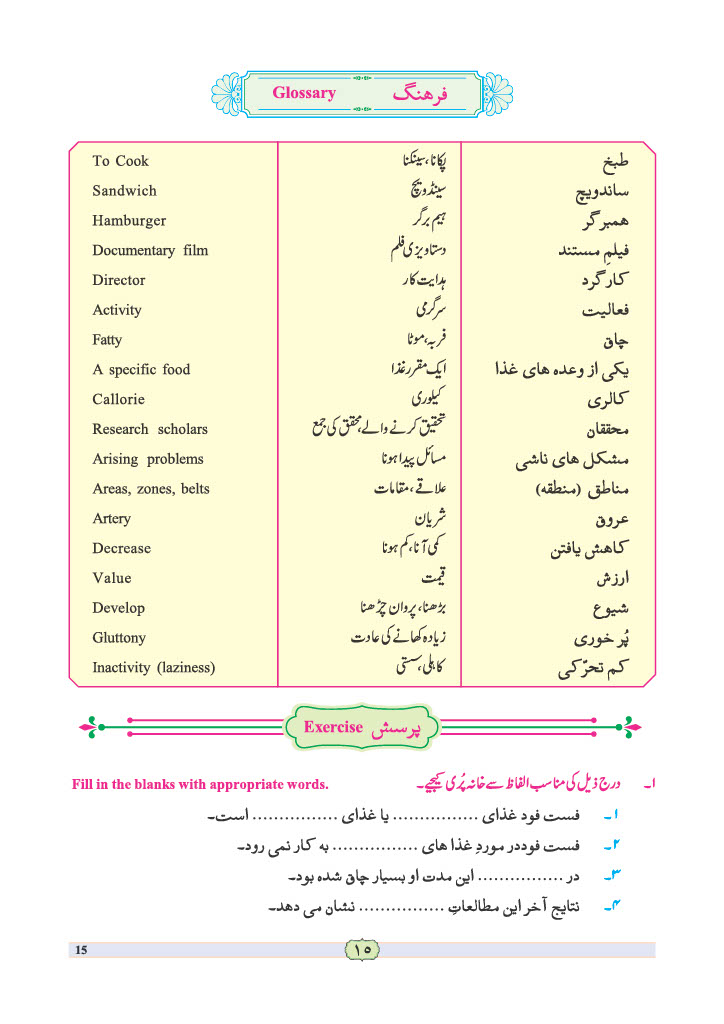 Glossary فرهنگ
To Cook پکانا، سینکنا طبخ
Sandwich سینڈویچ ساندویچ
Hamburger ہیم برگر همبرگر
Documentary film دستاویزی فلم فیلمِ مستند
Director ہدایت کار کارگرد
Activity سرگرمی فعالیت
Fatty فربہ، موٹا چاق
A specific food ایک مقرر غذا یکی از وعده های غذا
Callorie کیلوری کالری
Research scholars تحقیق کرنے والے، محقق کی جمع محققان
Arising problems مسائل پیدا ہونا مشکل های ناشی
Areas, zones, belts علاقے، مقامات مناطق (منطقه)
Artery شریان عروق
Decrease کمی آنا، کم ہونا کاهش یافتن
Value قیمت ارزش
Develop بڑھنا، پروان چڑھنا شیوع
Gluttony زیادہ کھانے کی عادت پُر خوری
Inactivity (laziness) کاہلی، سستی کم تحرّکی
Exercise پرسش
Fill in the blanks with appropriate words. ۱۔ درج ذیل کی مناسب الفاظ سے خانہ پُری کیجیے۔
۱۔ فست فود غذای ................ یا غذای ................ است۔
۲۔ فست فوددر موردِ غذا های ................ به کار نمی رود۔
۳۔ در ................ این مدت او بسیار چاق شده بود۔
۴۔ نتایج آخر این مطالعاتِ ................ نشان می دهد۔
15 ۱۵